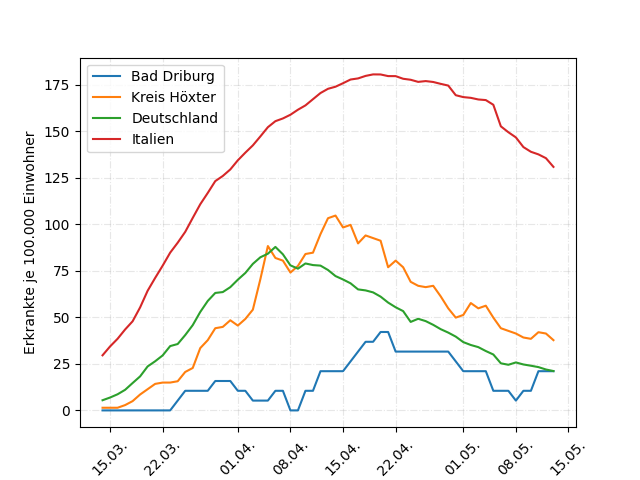 Bad Driburg
Kreis Höxter
Deutschland
Italien
Erkrankte je 100.000 Einwohner
175
150
125
100
75
50
25
0
15.03. 22.03. 01.04. 08.04. 15.04. 22.04. 01.05. 08.05. 15.05.